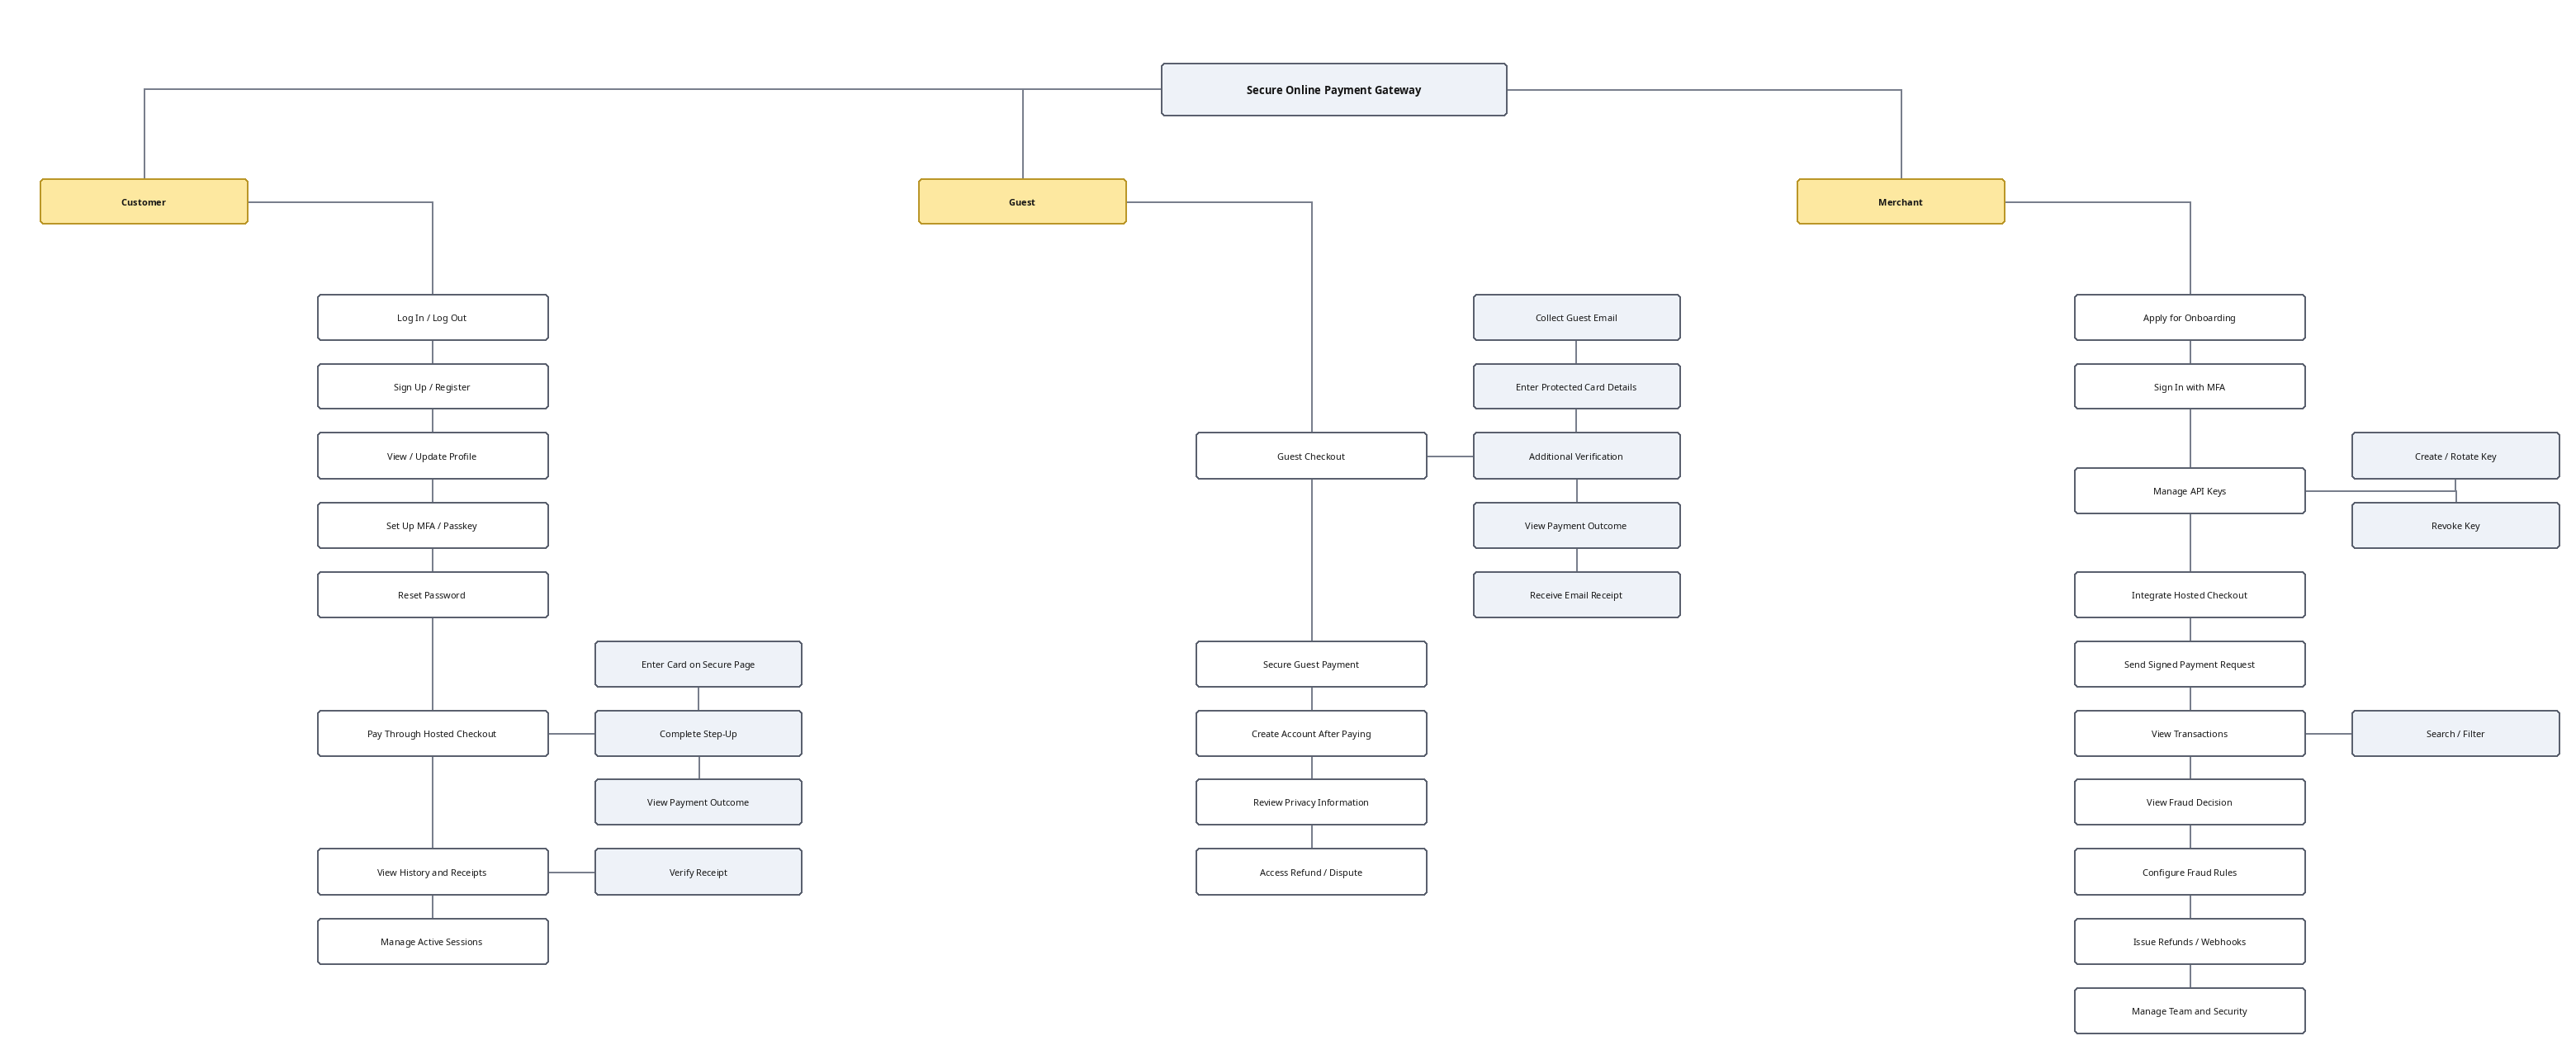 Secure Online Payment Gateway
Customer
Log In / Log Out
Sign Up / Register
View / Update Profile
Set Up MFA / Passkey
Reset Password
Pay Through Hosted Checkout
Enter Card on Secure Page
Complete Step-Up
View Payment Outcome
View History and Receipts
Verify Receipt
Manage Active Sessions
Guest
Guest Checkout
Collect Guest Email
Enter Protected Card Details
Additional Verification
View Payment Outcome
Receive Email Receipt
Secure Guest Payment
Create Account After Paying
Review Privacy Information
Access Refund / Dispute
Merchant
Apply for Onboarding
Sign In with MFA
Manage API Keys
Create / Rotate Key
Revoke Key
Integrate Hosted Checkout
Send Signed Payment Request
View Transactions
Search / Filter
View Fraud Decision
Configure Fraud Rules
Issue Refunds / Webhooks
Manage Team and Security